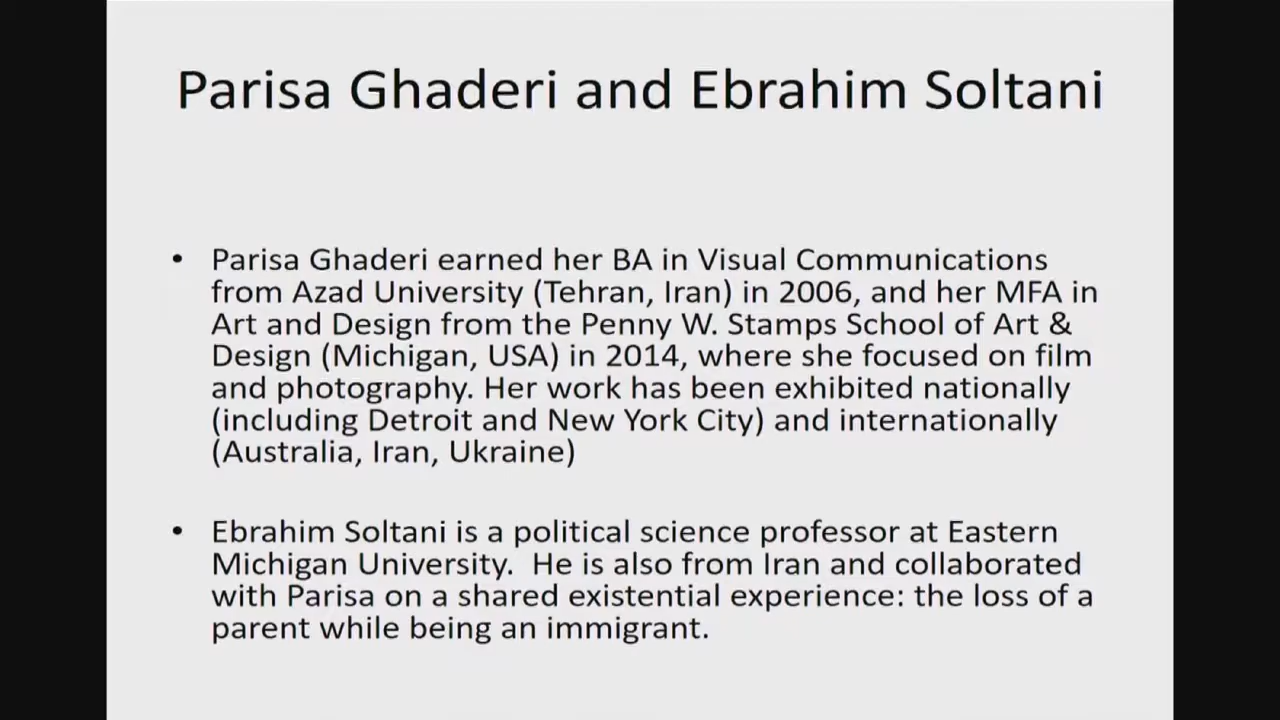 Parisa Ghaderi and Ebrahim Soltani
• Parisa Ghaderi earned her BA in Visual Communications
from Azad University (Tehran, Iran) in 2006, and her MFA in
Art and Design from the Penny W. Stamps School of Art &
Design (Michigan, USA) in 2014, where she focused on film
and photography. Her work has been exhibited nationally
(including Detroit and New York City) and internationally
(Australia, Iran, Ukraine)
• Ebrahim Soltani is a political science professor at Eastern
Michigan University.  He is also from Iran and collaborated
with Parisa on a shared existential experience: the loss of a
parent while being an immigrant.